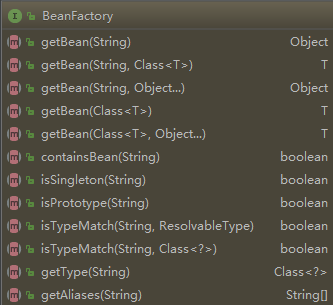 I BeanFactory
m getBean(String) Object
m getBean(String, Class<T>) T
m getBean(String, Object...) Object
m getBean(Class<T>) T
m getBean(Class<T>, Object...) T
m containsBean(String) boolean
m isSingleton(String) boolean
m isPrototype(String) boolean
m isTypeMatch(String, ResolvableType) boolean
m isTypeMatch(String, Class<?>) boolean
m getType(String) Class<?>
m getAliases(String) String[]